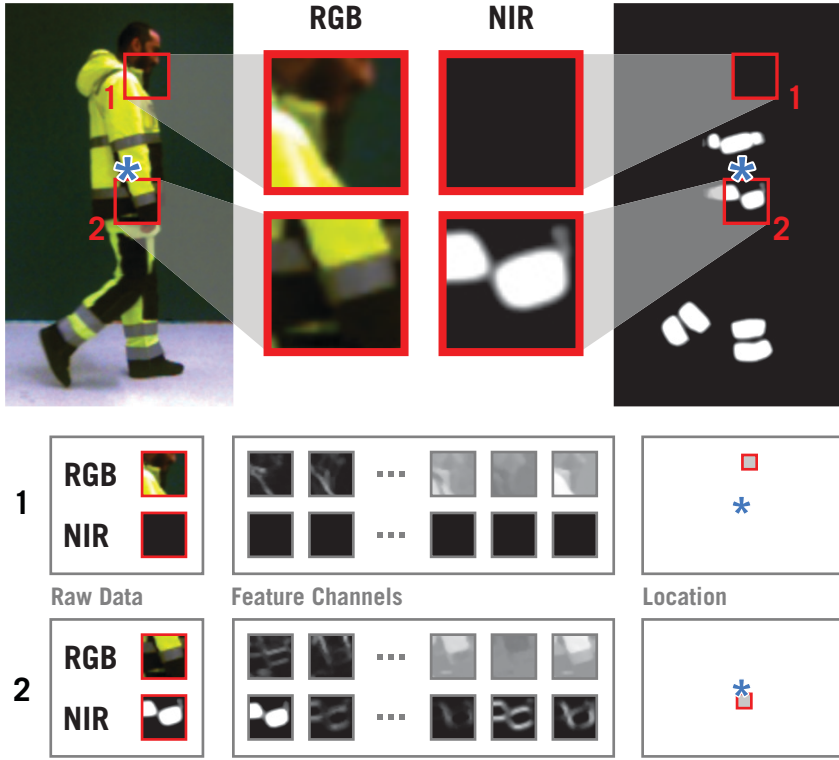 RGB NIR
1 1
2 2
1
RGB
NIR
Raw Data Feature Channels Location
2
RGB
NIR